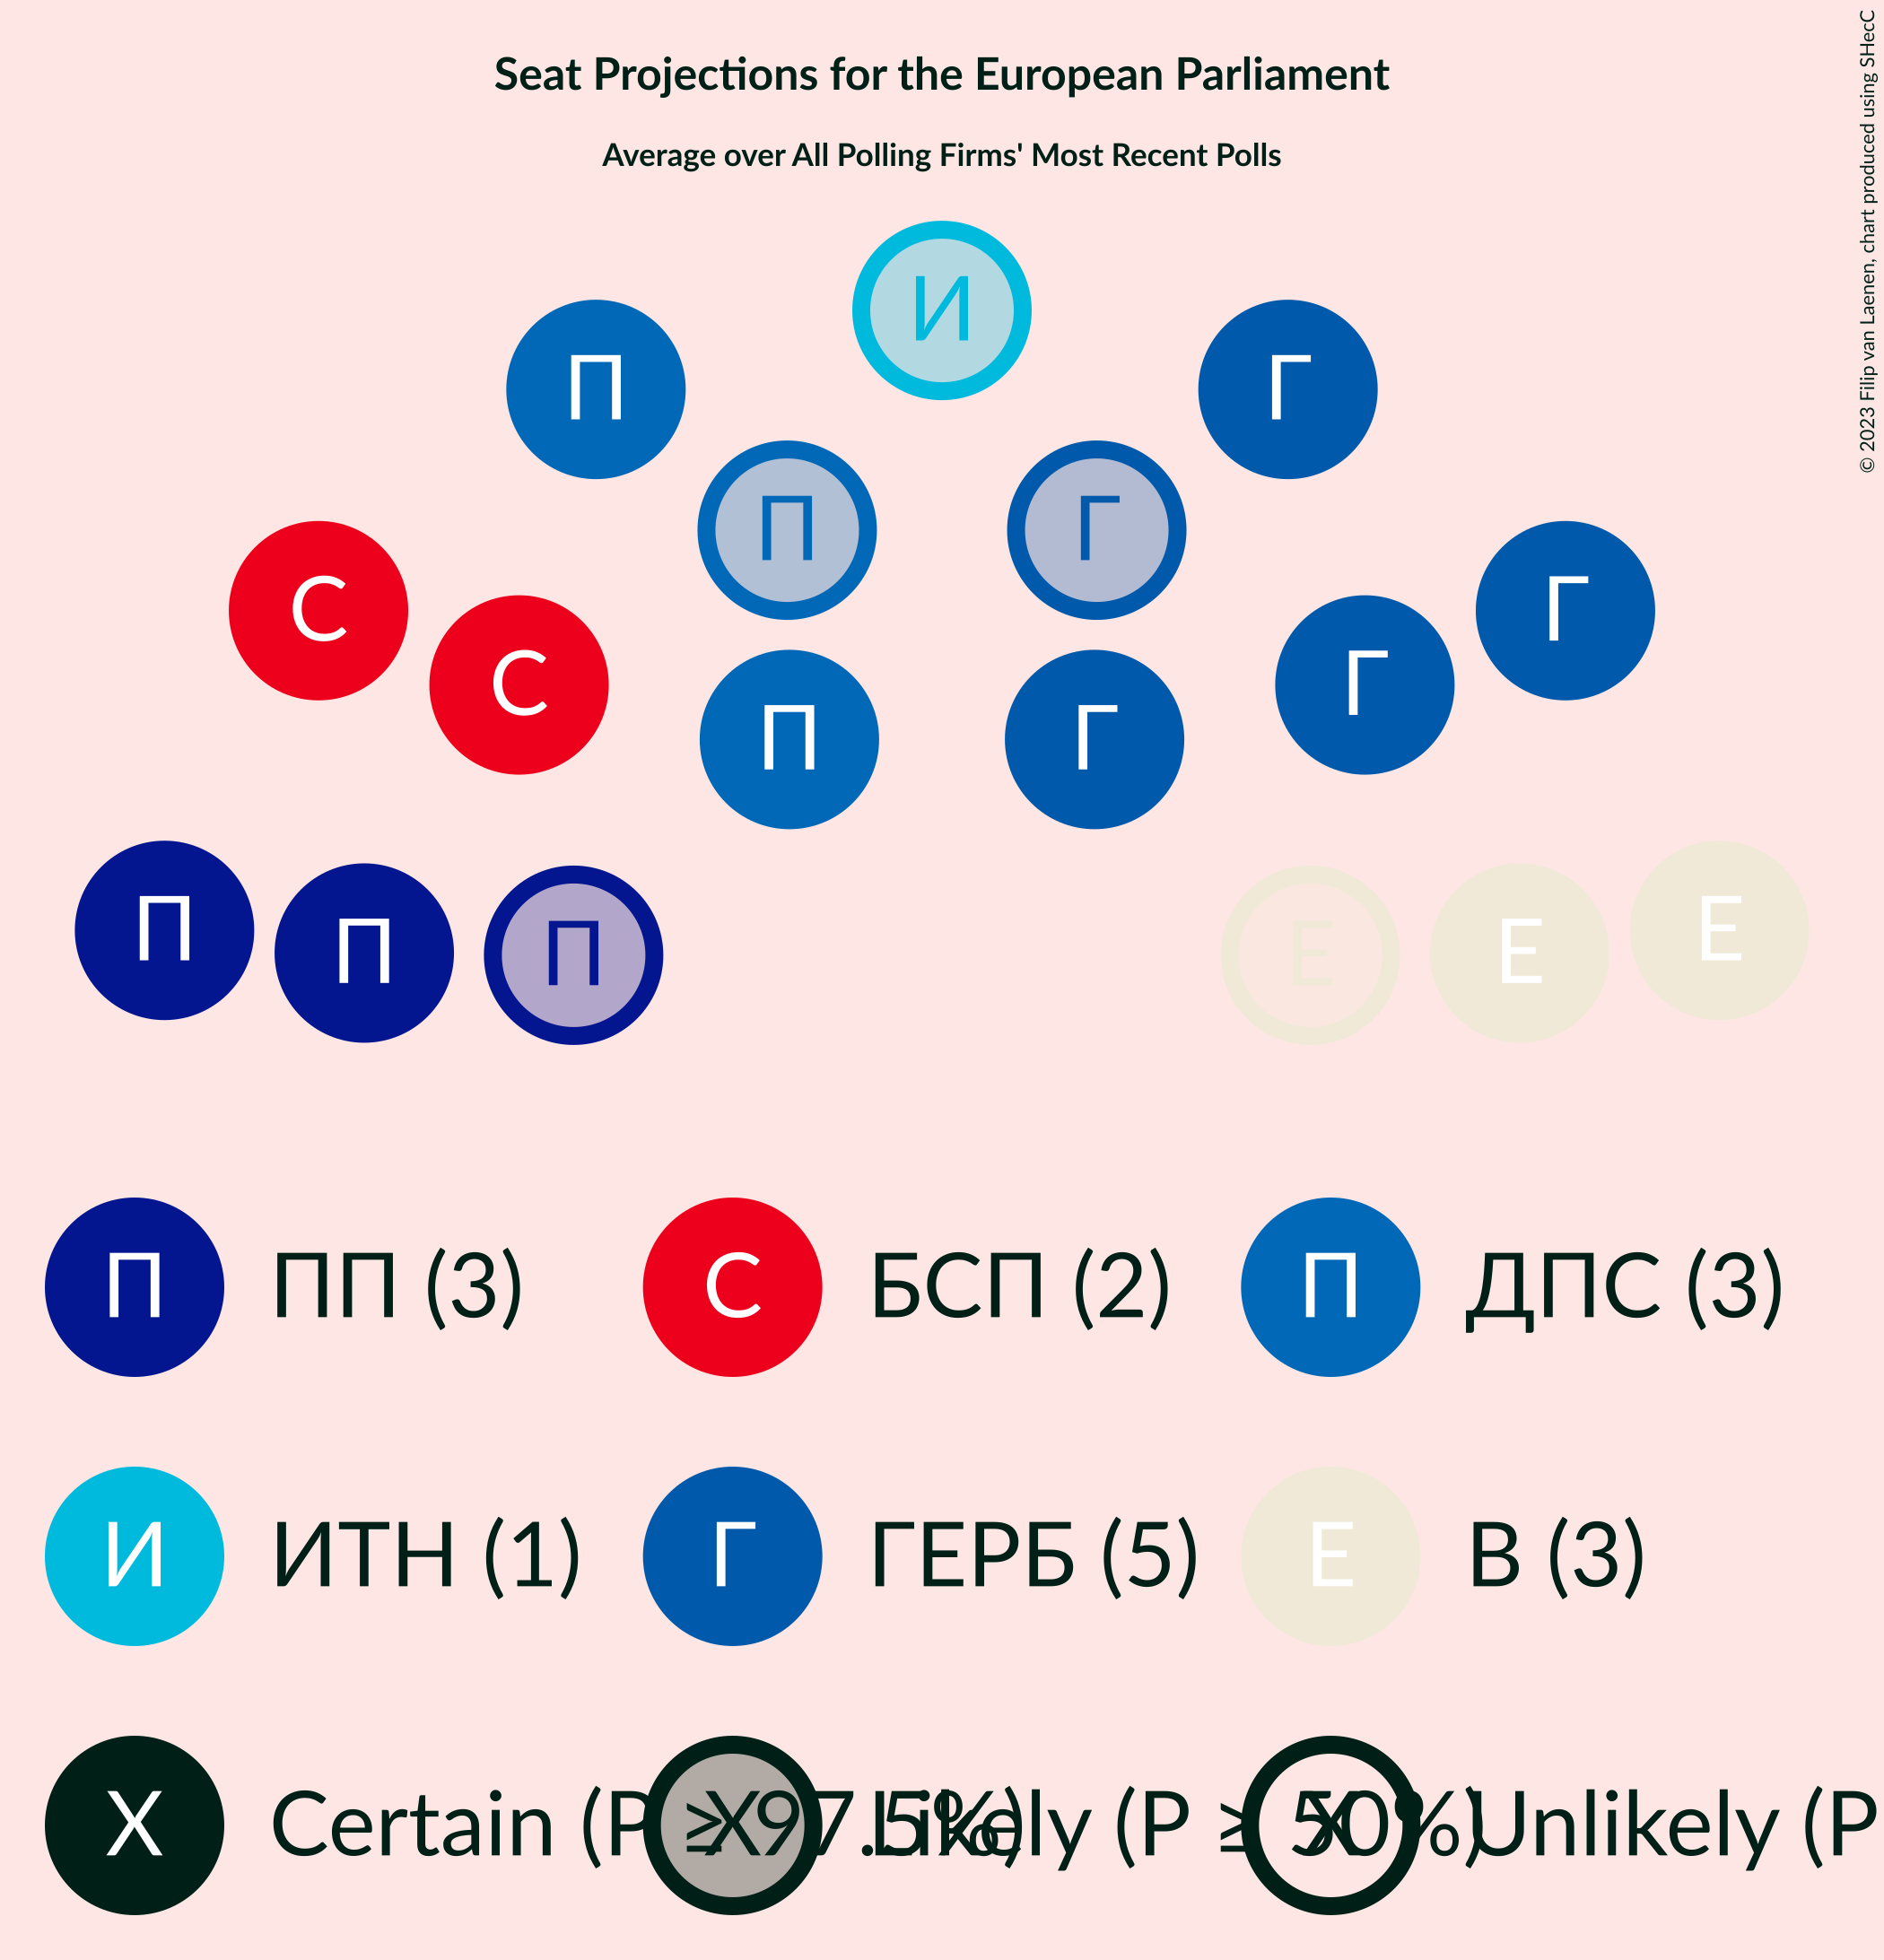 Seat Projections for the European Parliament
Average over All Polling Firms' Most Recent Polls
© 2023 Filip van Laenen, chart produced using SHecC
И
П
Г
П
Г
С
Г
С
Г
П
Г
П
Е
П
Е
П
Е
П ПП (3) С БСП (2) П ДПС (3)
И ИТН (1) Г ГЕРБ (5) Е В (3)
X Certain (P ≥ 97.5%) X Likely (P ≥ 50%) X Unlikely (P